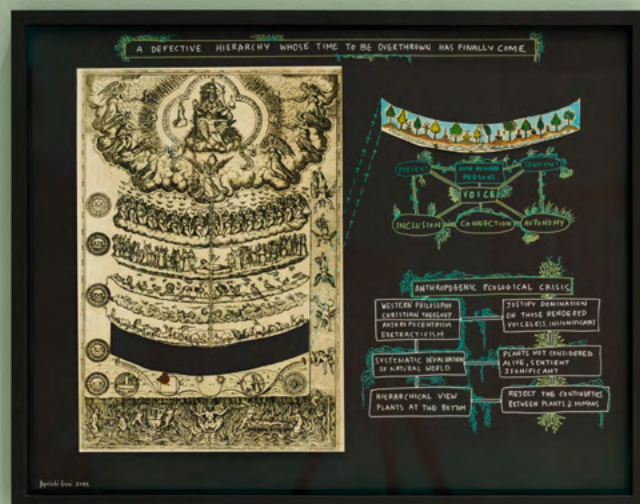 A DEFECTIVE HIERARCHY WHOSE TIME TO BE OVERTHROWN HAS FINALLY COME
PRESENT
NON HUMAN
PERSONS
SENTIENT
VOICE
INCLUSION
CONNECTION
AUTONOMY
ANTHROPOGENIC ECOLOGICAL CRISIS
WESTERN PHILOSOPHY
CHRISTIAN THEOLOGY
ANTHROPOCENTRISM
EXTRACTIVISM
JUSTIFY DOMINATION
ON THOSE RENDERED
VOICELESS, INSIGNIFICANT
SYSTEMATIC DEVALUATION
OF NATURAL WORLD
PLANTS NOT CONSIDERED
ALIVE, SENTIENT
SIGNIFICANT
HIERARCHICAL VIEW
PLANTS AT THE BOTTOM
REJECT THE CONTINUITIES
BETWEEN PLANTS & HUMANS